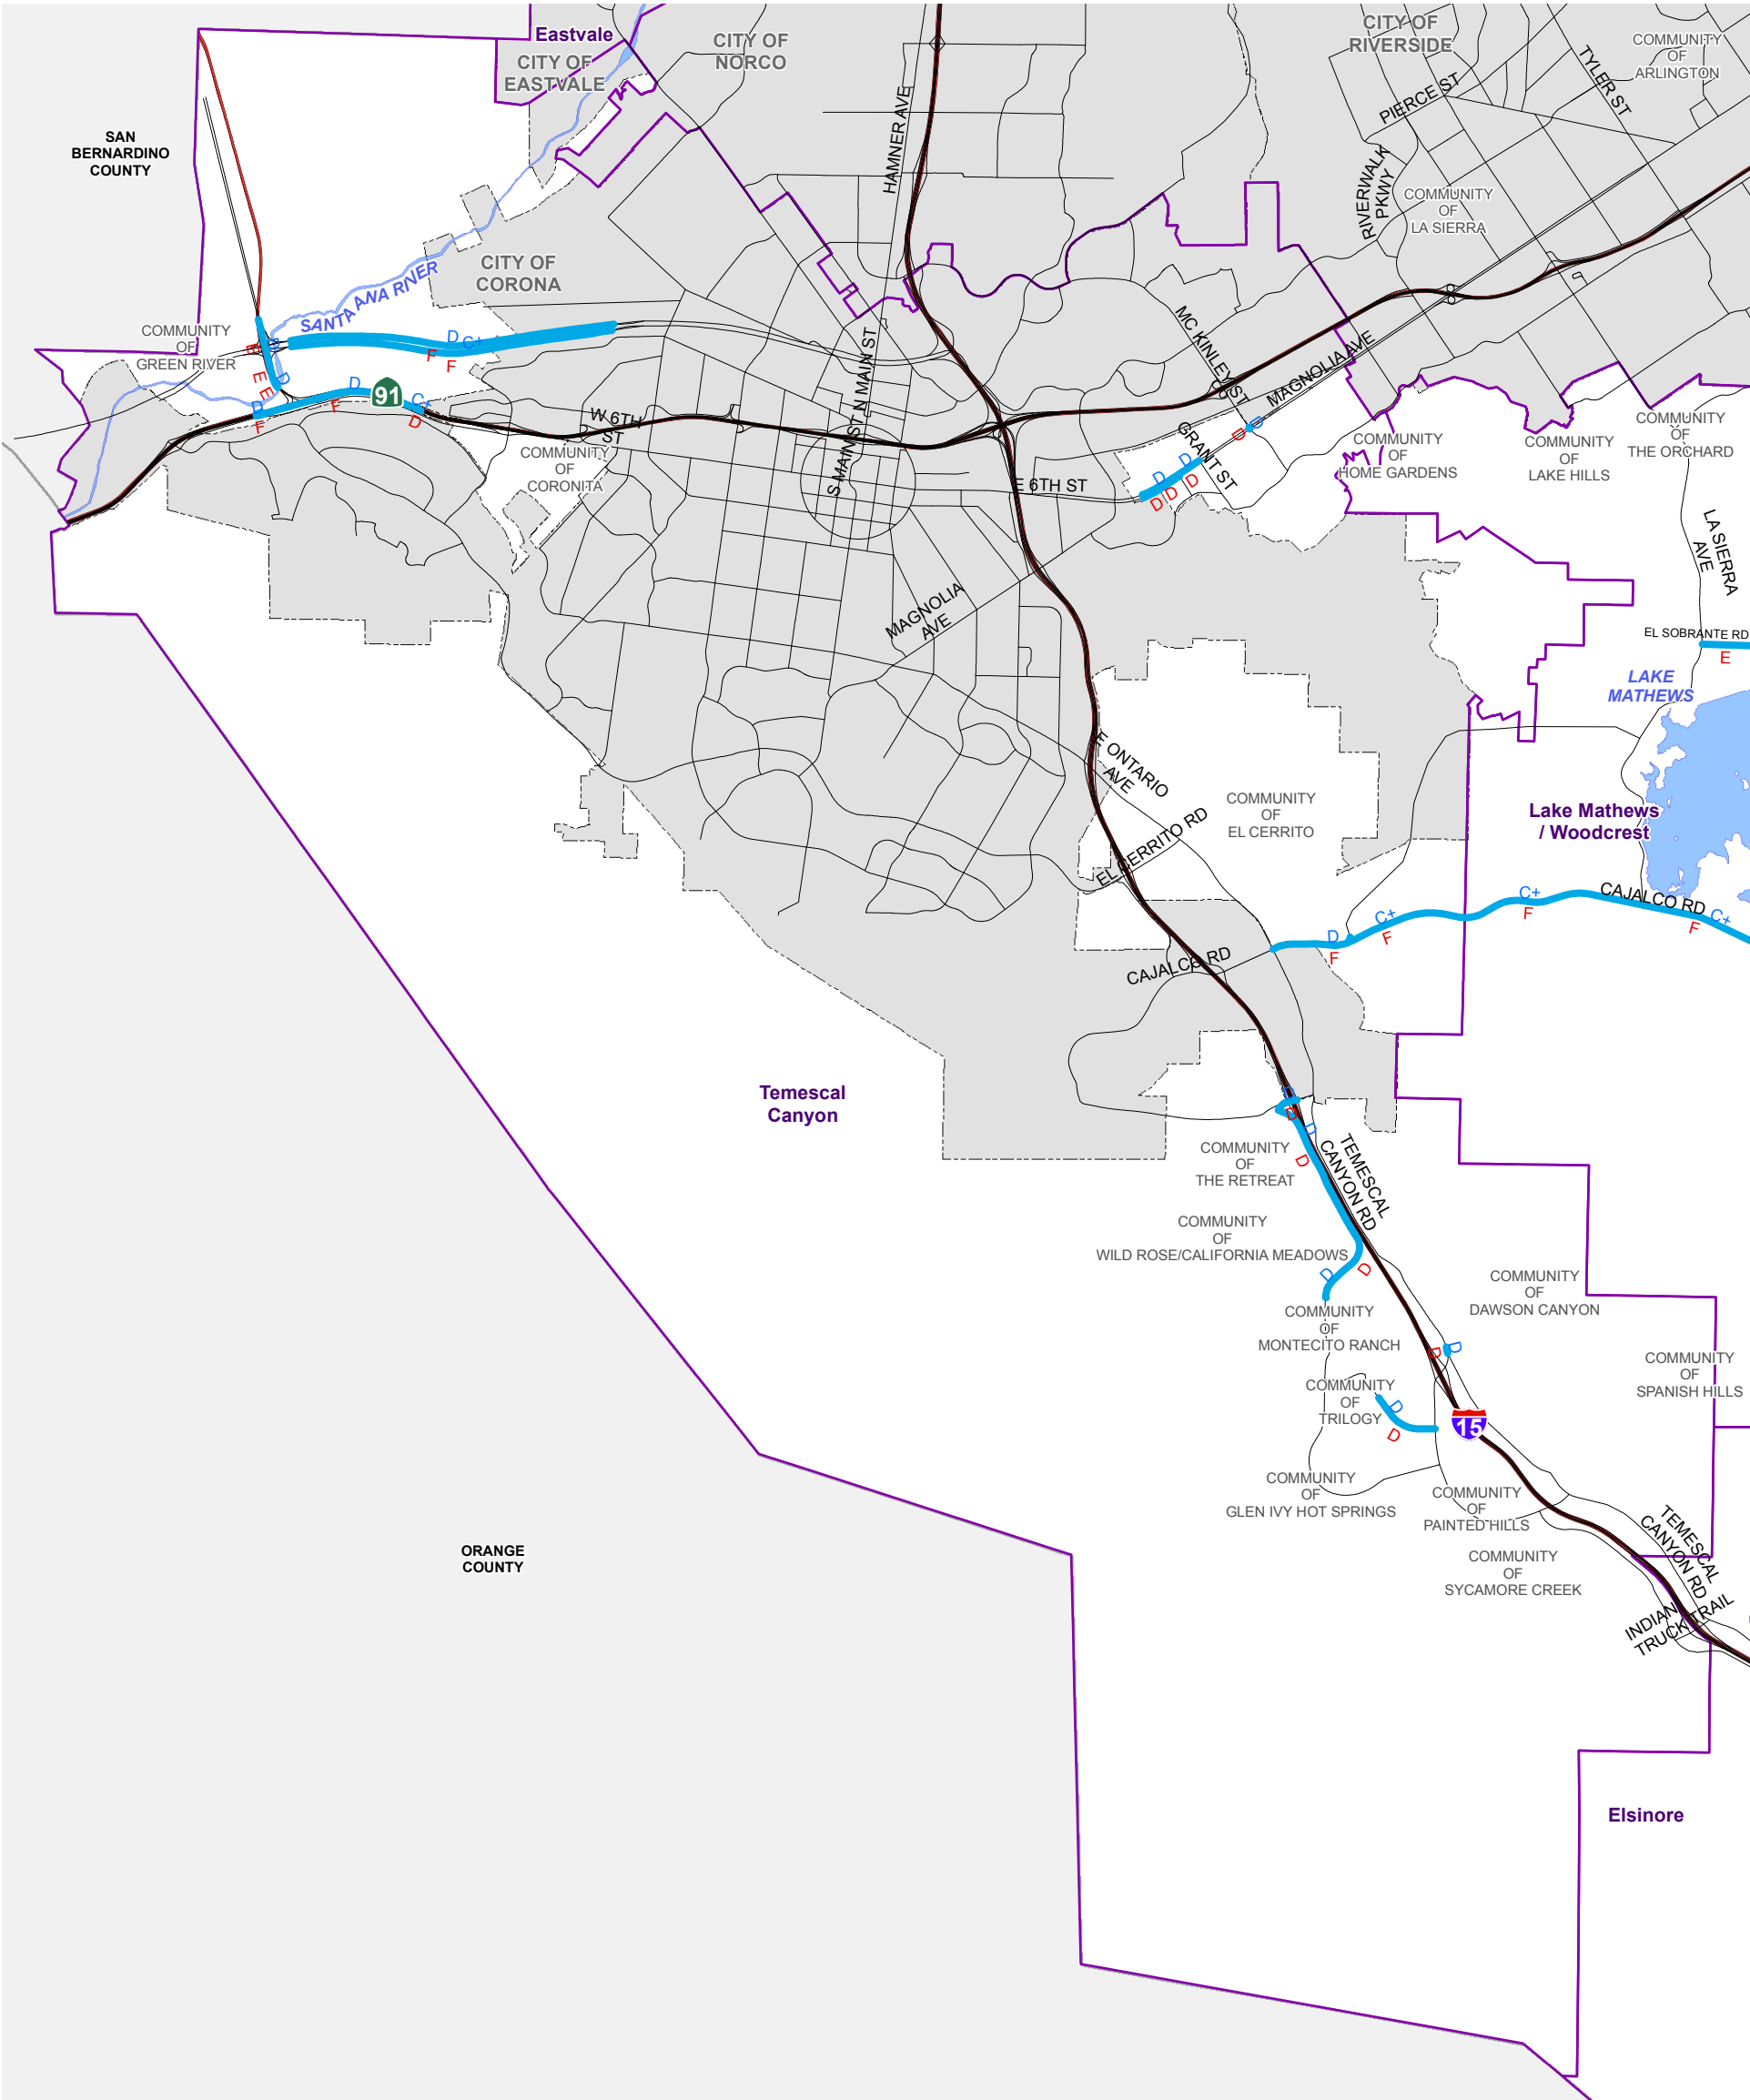 Eastvale
CITY OF
EASTVALE
CITY OF
NORCO
CITY OF
RIVERSIDE
COMMUNITY
OF
ARLINGTON
TYLER ST
PIERCE ST
HAMNER AVE
SAN
BERNARDINO
COUNTY
RIVERWALK
PKWY
COMMUNITY
OF
LA SIERRA
CITY OF
CORONA
SANTA ANA RIVER
COMMUNITY
OF
GREEN RIVER
D
C+
F
F
E
E
E
D
D
D
F
D
F
91
C+
D
W 6TH
ST
COMMUNITY
OF
CORONITA
N MAIN ST
S MAIN ST
MC KINLEY ST
MAGNOLIA AVE
GRANT ST
D
D
D
D
D
D
D
E 6TH ST
COMMUNITY
OF
HOME GARDENS
COMMUNITY
OF
LAKE HILLS
COMMUNITY
OF
THE ORCHARD
LA SIERRA
AVE
MAGNOLIA
AVE
EL SOBRANTE RD
E
LAKE
MATHEWS
E ONTARIO
AVE
COMMUNITY
OF
EL CERRITO
EL CERRITO RD
Lake Mathews
/ Woodcrest
CAJALCO RD
C+
F
C+
F
C+
F
D
F
CAJALCO RD
Temescal
Canyon
D
D
D
D
COMMUNITY
OF
THE RETREAT
TEMESCAL
CANYON RD
COMMUNITY
OF
WILD ROSE/CALIFORNIA MEADOWS
D
D
COMMUNITY
OF
DAWSON CANYON
COMMUNITY
OF
MONTECITO RANCH
D
D
COMMUNITY
OF
SPANISH HILLS
COMMUNITY
OF
TRILOGY
D
D
15
COMMUNITY
OF
GLEN IVY HOT SPRINGS
COMMUNITY
OF
PAINTED HILLS
TEMESCAL
CANYON RD
ORANGE
COUNTY
COMMUNITY
OF
SYCAMORE CREEK
INDIAN
TRUCK TRAIL
Elsinore